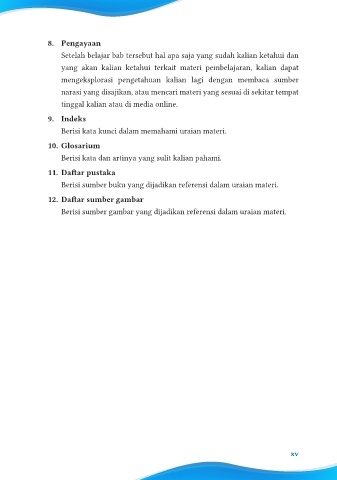 8. Pengayaan
Setelah belajar bab tersebut hal apa saja yang sudah kalian ketahui dan
yang akan kalian ketahui terkait materi pembelajaran, kalian dapat
mengeksplorasi pengetahuan kalian lagi dengan membaca sumber
narasi yang disajikan, atau mencari materi yang sesuai di sekitar tempat
tinggal kalian atau di media online.
9. Indeks
Berisi kata kunci dalam memahami uraian materi.
10. Glosarium
Berisi kata dan artinya yang sulit kalian pahami.
11. Daftar pustaka
Berisi sumber buku yang dijadikan referensi dalam uraian materi.
12. Daftar sumber gambar
Berisi sumber gambar yang dijadikan referensi dalam uraian materi.
xv